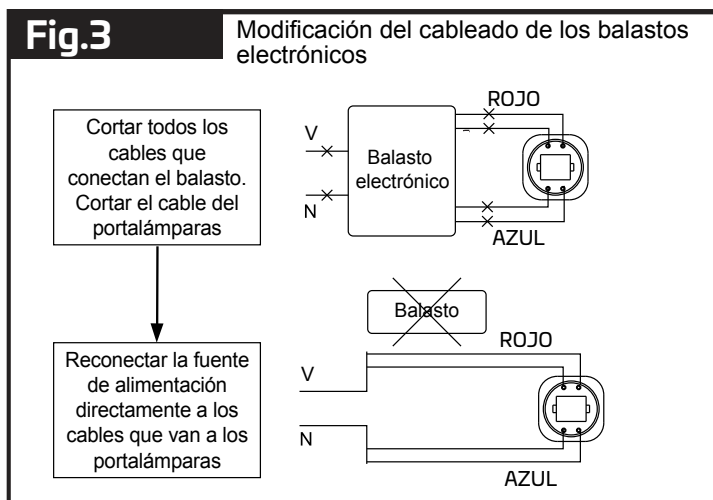 Fig.3
Modificación del cableado de los balastos
electrónicos
Cortar todos los
cables que
conectan el balasto.
Cortar el cable del
portalámparas
V
N
Balasto
electrónico
ROJO
AZUL
Reconectar la fuente
de alimentación
directamente a los
cables que van a los
portalámparas
Balasto
V
N
ROJO
AZUL